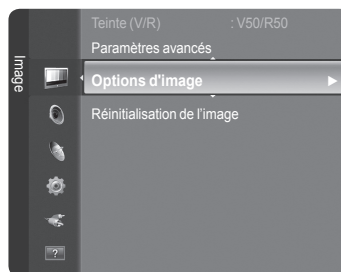 Image
Teinte (V/R) : V50/R50
Paramètres avancés
Options d'image ►
Réinitialisation de l'image
?